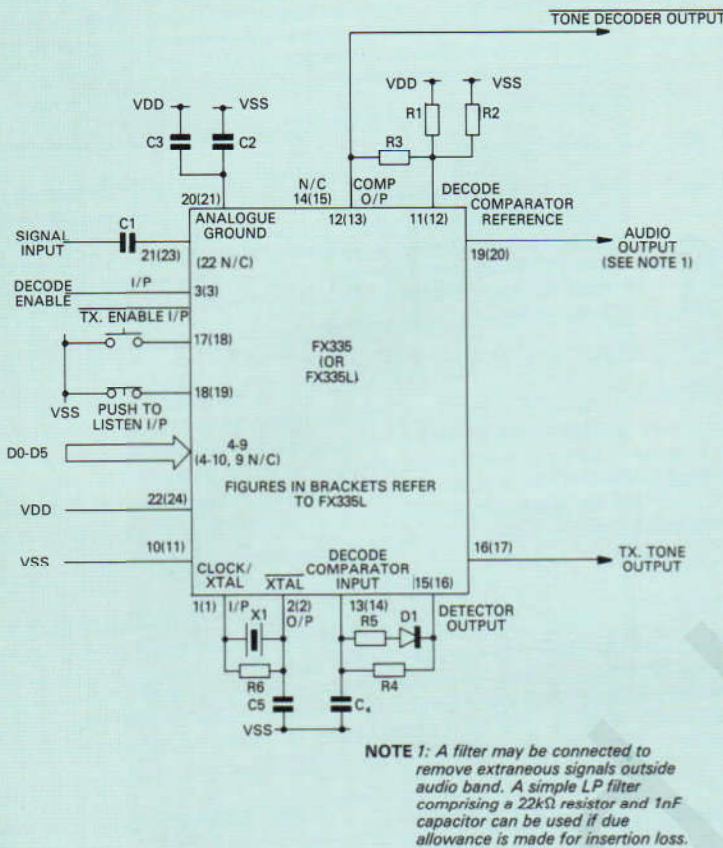 TONE DECODER OUTPUT
VDD
VSS
R1
R2
R3
VDD
VSS
C3
C2
N/C
14(15)
COMP
O/P
12(13)
11(12)
DECODE
COMPARATOR
REFERENCE
20(21)
ANALOGUE
GROUND
C1
SIGNAL
INPUT
21(23)
(22 N/C)
19(20)
AUDIO
OUTPUT
(SEE NOTE 1)
DECODE
ENABLE
I/P
3(3)
TX. ENABLE I/P
17(18)
FX335
(OR
FX335L)
18(19)
VSS
PUSH TO
LISTEN I/P
D0-D5
4-9
(4-10, 9 N/C)
FIGURES IN BRACKETS REFER
TO FX335L
22(24)
VDD
10(11)
VSS
16(17)
TX. TONE
OUTPUT
CLOCK/
XTAL
1(1)
I/P
XTAL
2(2)
O/P
DECODE
COMPARATOR
INPUT
13(14)
15(16)
DETECTOR
OUTPUT
X1
R6
R5
D1
R4
C5
C4
VSS
NOTE 1: A filter may be connected to
remove extraneous signals outside
audio band. A simple LP filter
comprising a 22kΩ resistor and 1nF
capacitor can be used if due
allowance is made for insertion loss.